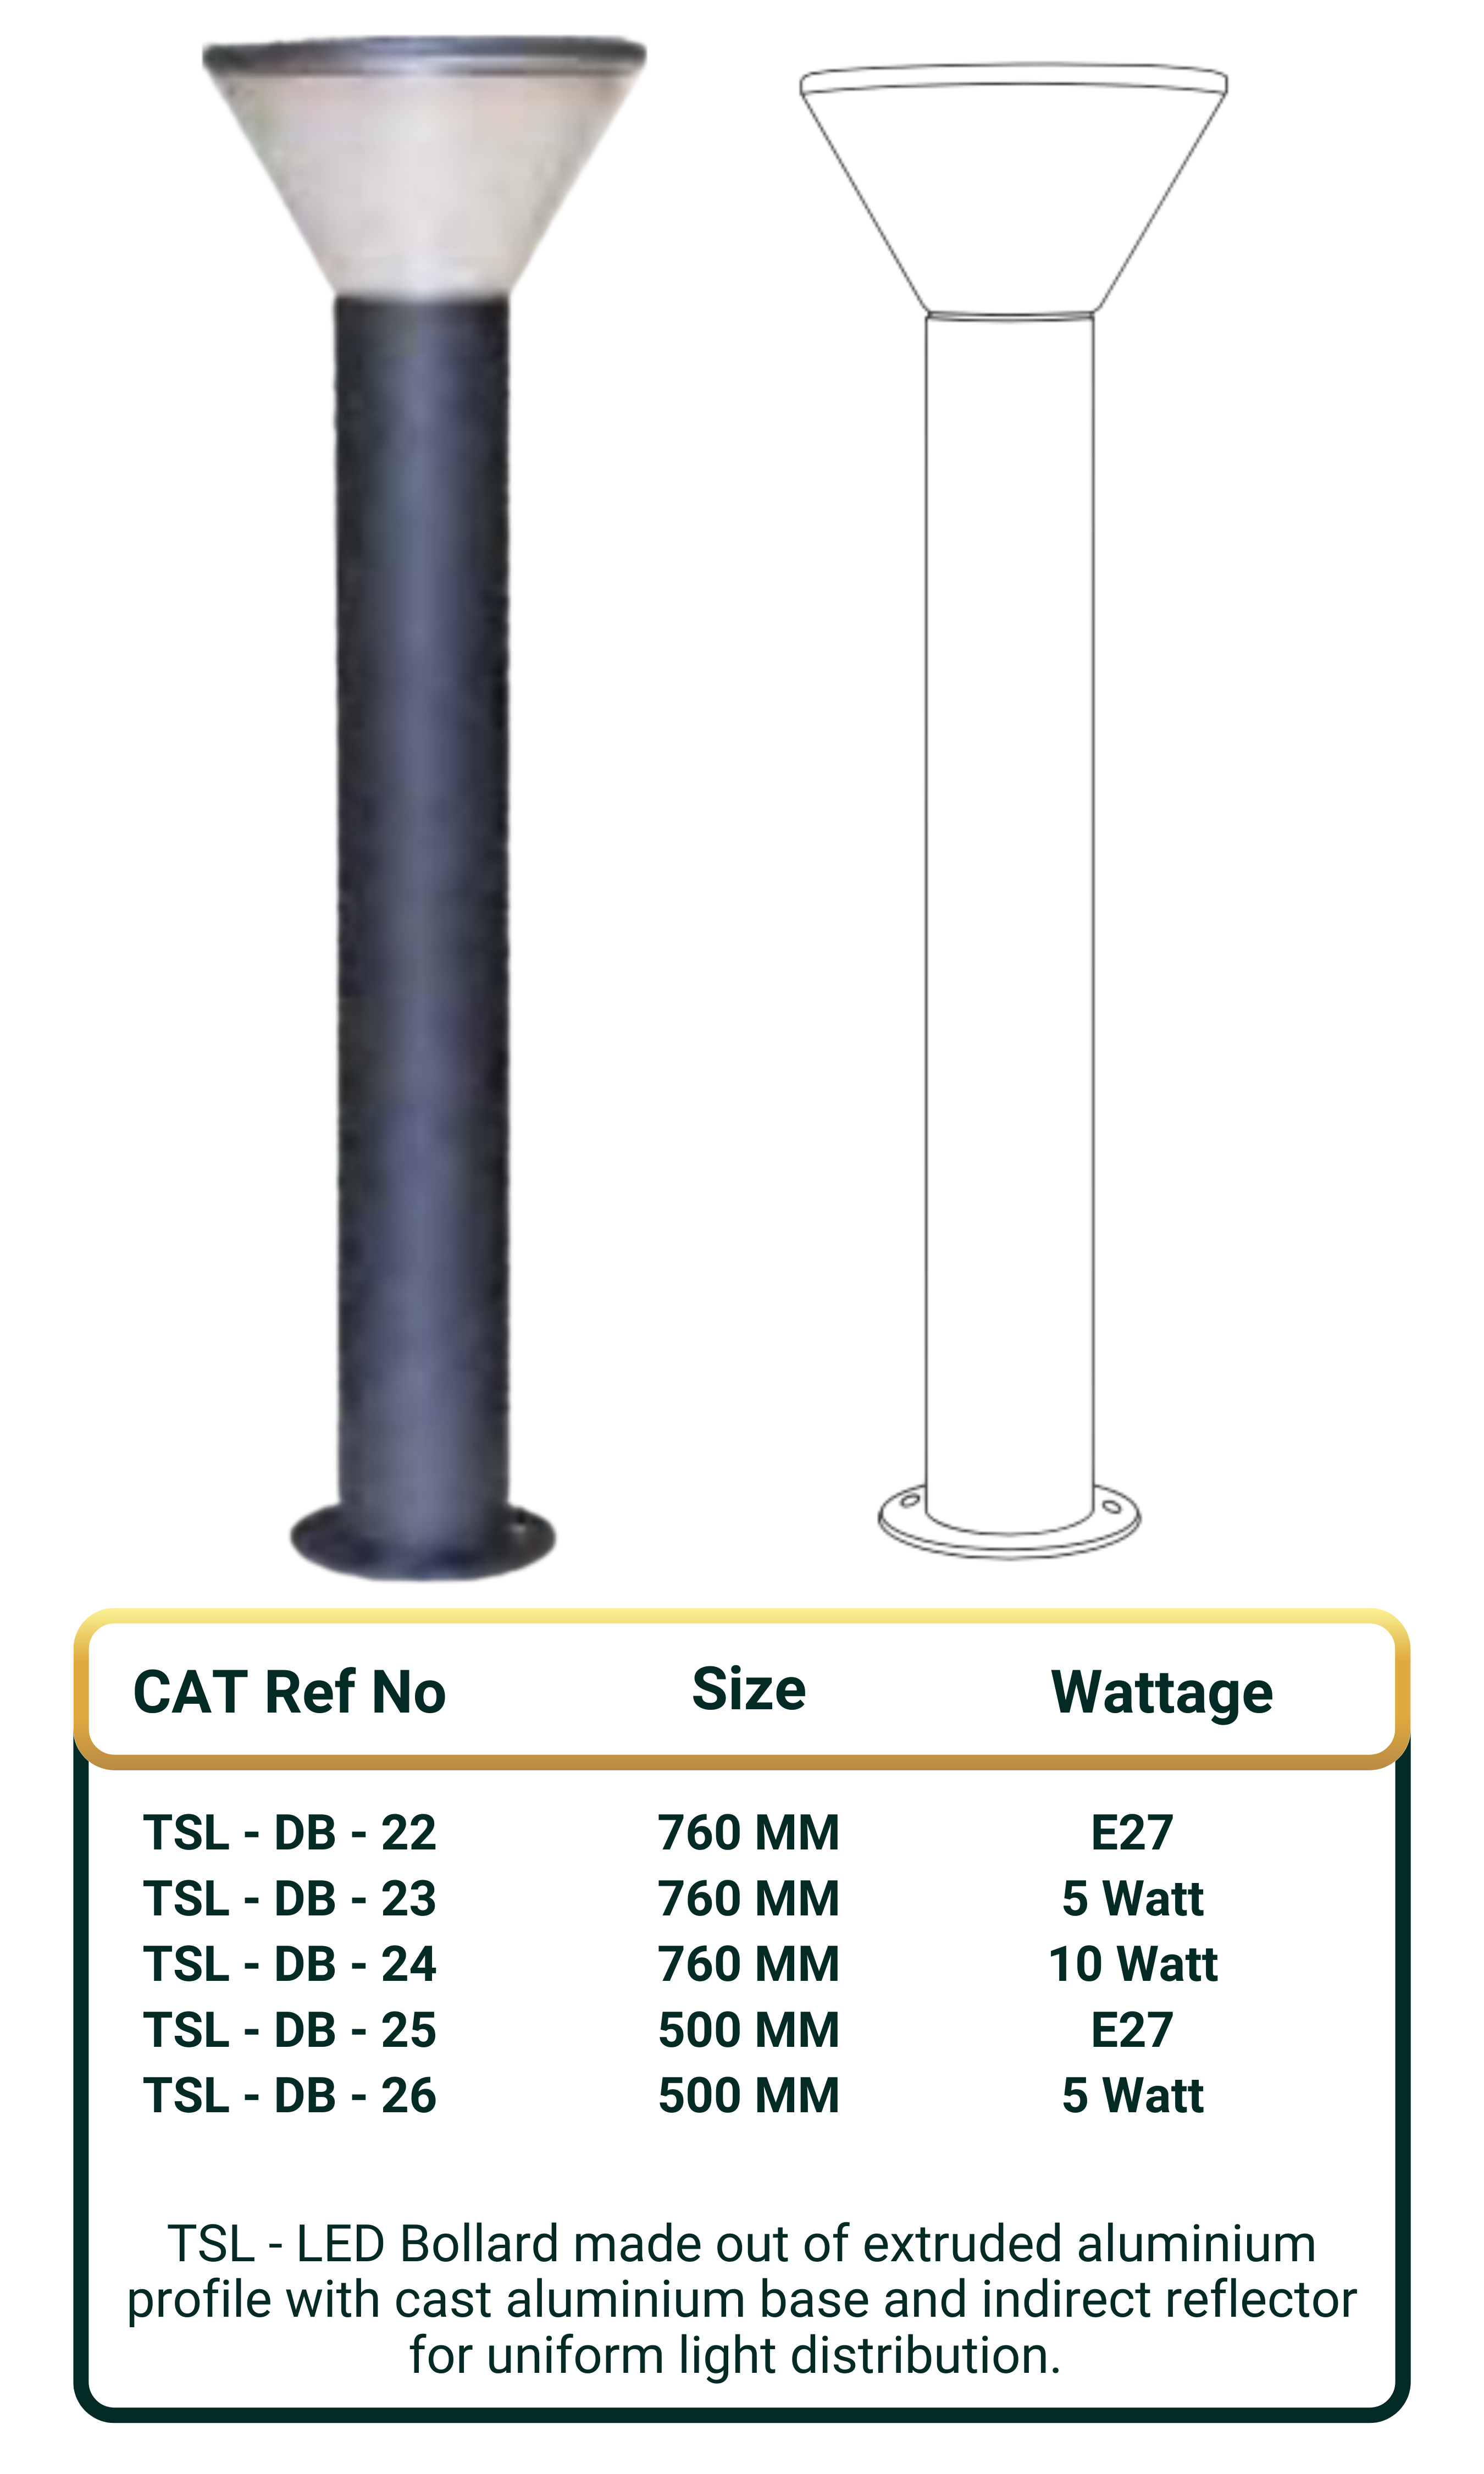 CAT Ref No Size Wattage
TSL - DB - 22 760 MM E27
TSL - DB - 23 760 MM 5 Watt
TSL - DB - 24 760 MM 10 Watt
TSL - DB - 25 500 MM E27
TSL - DB - 26 500 MM 5 Watt
TSL - LED Bollard made out of extruded aluminium
profile with cast aluminium base and indirect reflector
for uniform light distribution.